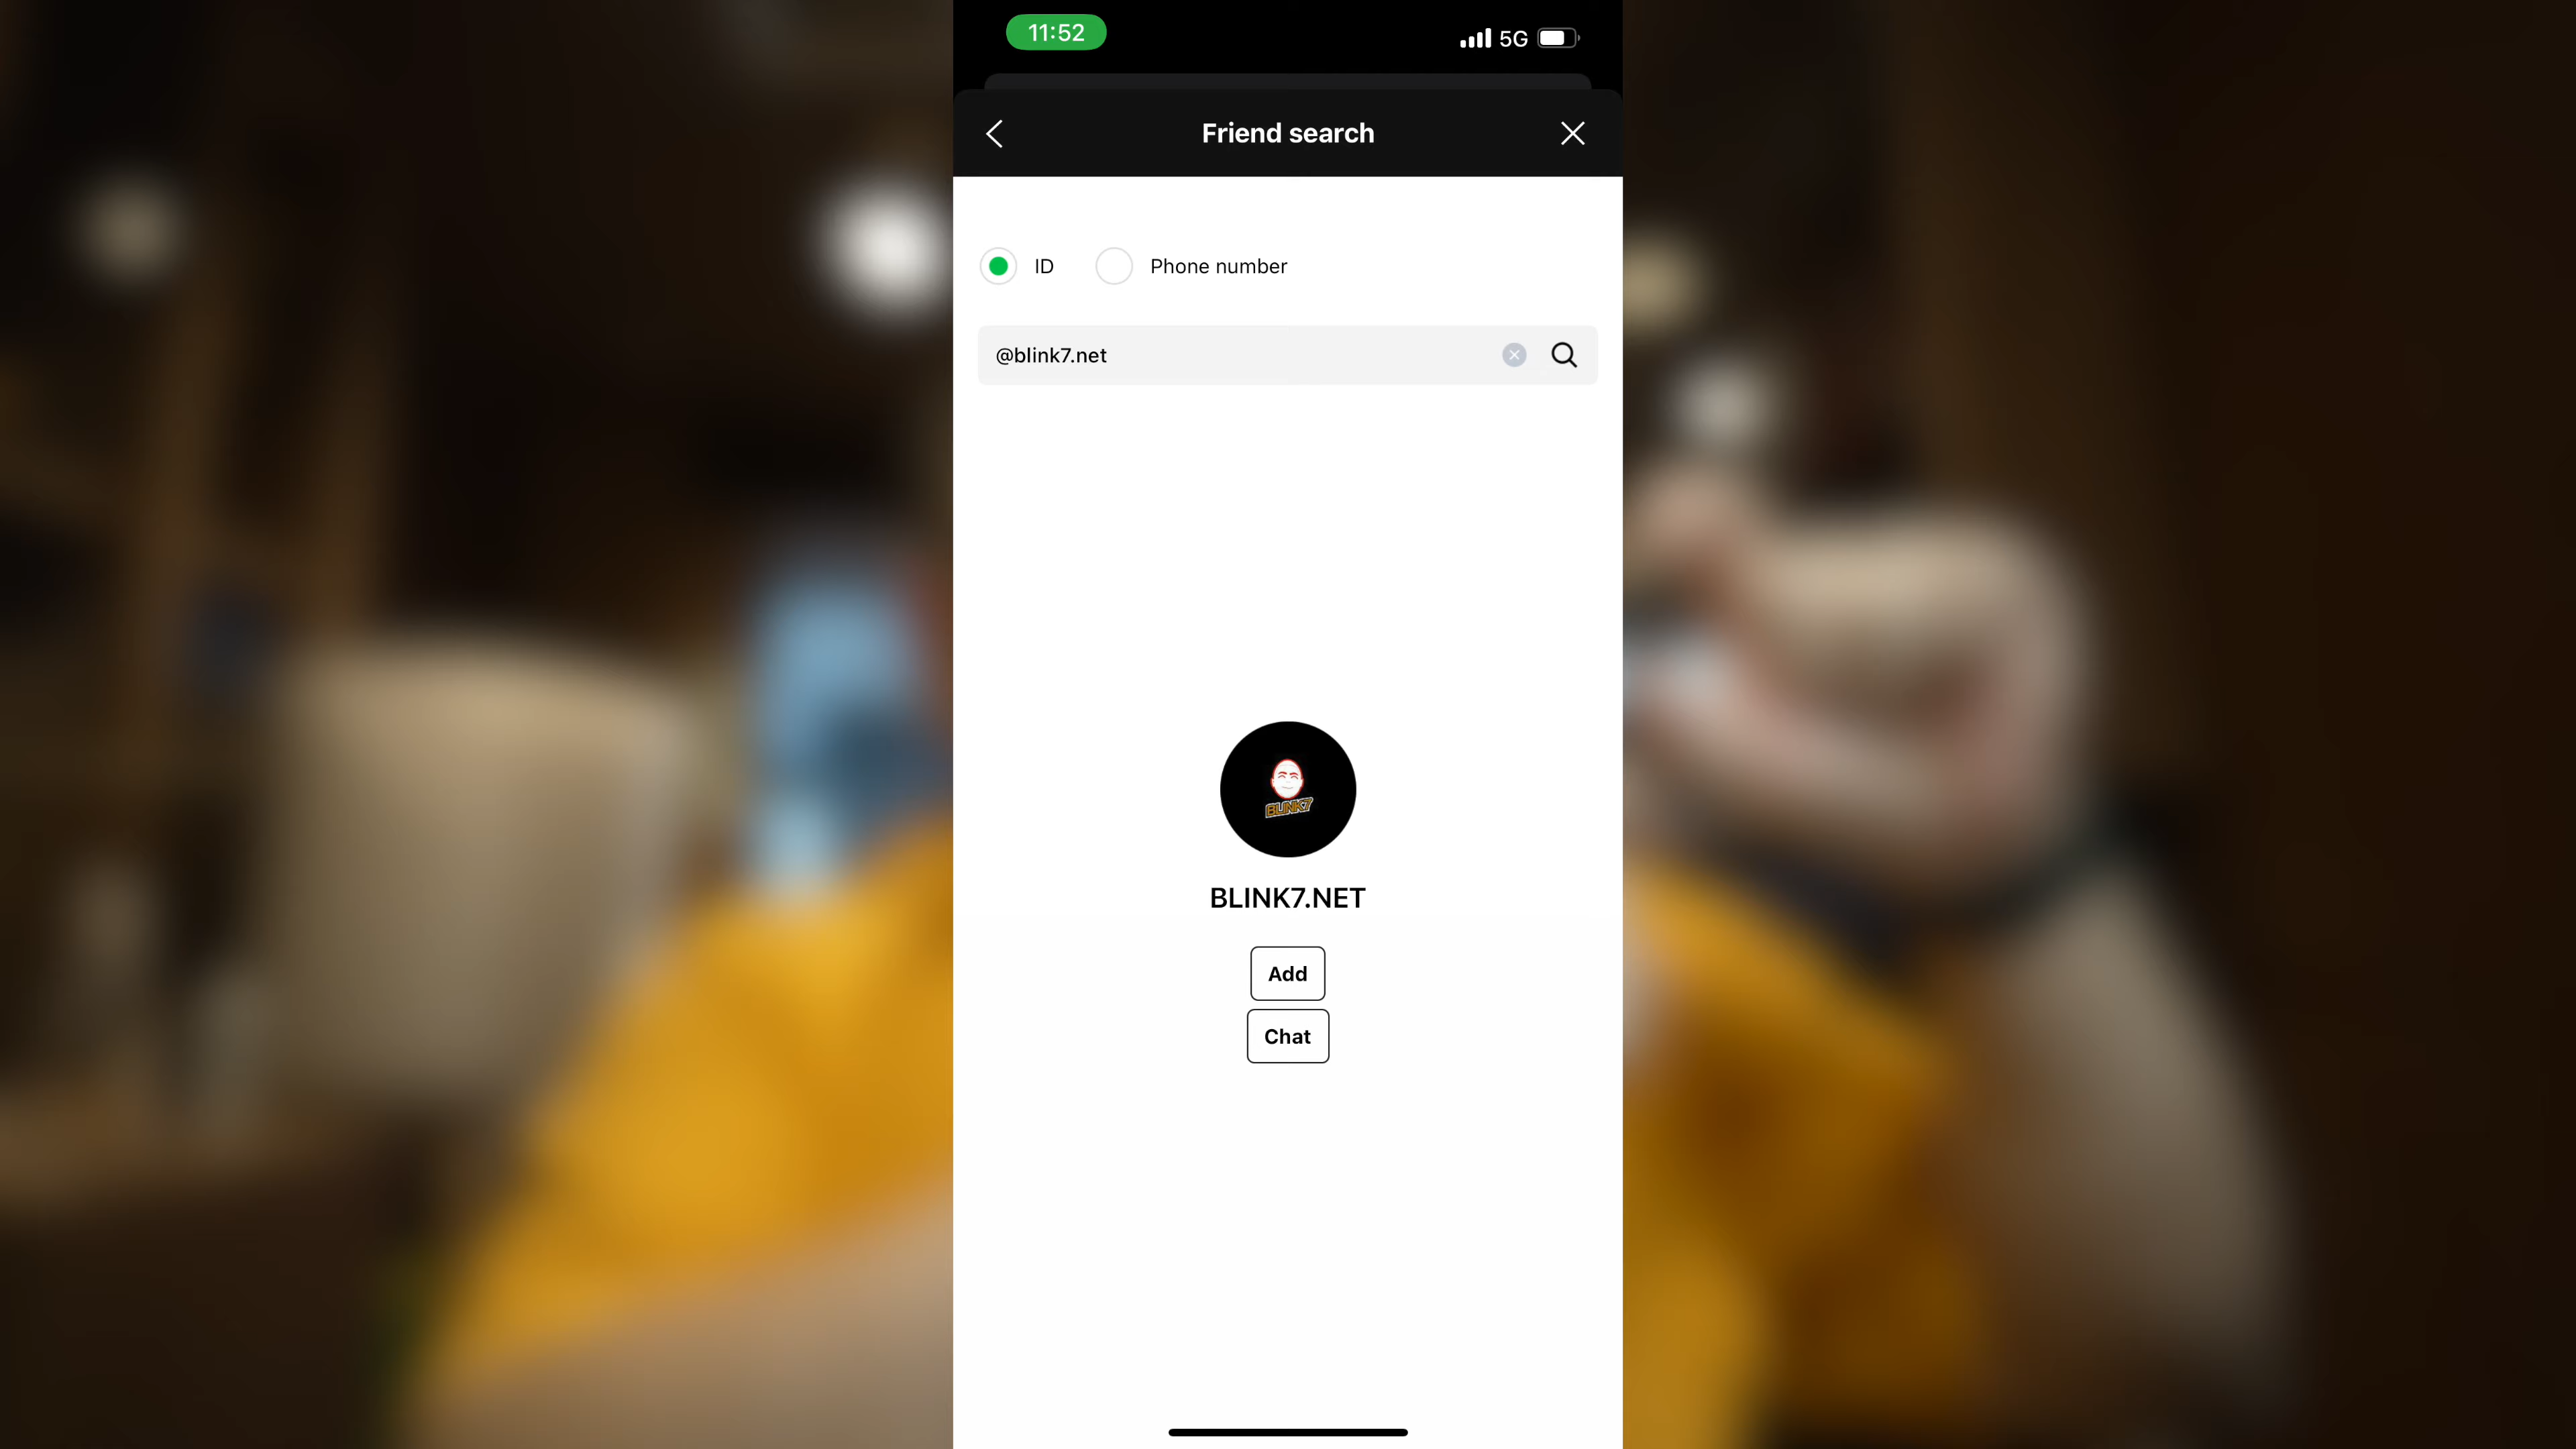 11:52
5G
Friend search
ID
Phone number
@blink7.net
BLINK7
BLINK7.NET
Add
Chat